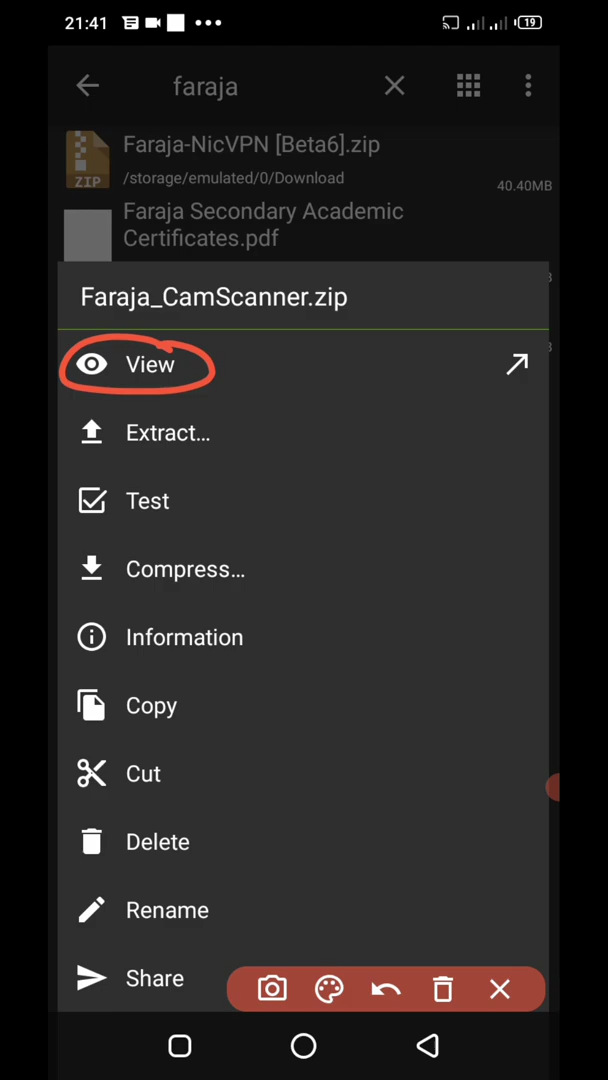 21:41
19
faraja
Faraja-NicVPN [Beta6].zip
/storage/emulated/0/Download
40.40MB
ZIP
Faraja Secondary Academic
Certificates.pdf
Faraja_CamScanner.zip
View
Extract...
Test
Compress...
Information
Copy
Cut
Delete
Rename
Share